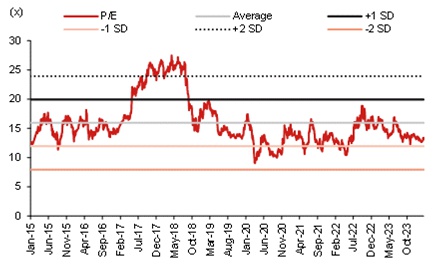 (x)
P/E
Average
+1 SD
-1 SD
+2 SD
-2 SD
30
25
20
15
10
5
0
Jan-15
Jun-15
Nov-15
Apr-16
Sep-16
Feb-17
Jul-17
Dec-17
May-18
Oct-18
Mar-19
Aug-19
Jan-20
Jun-20
Nov-20
Apr-21
Sep-21
Feb-22
Jul-22
Dec-22
May-23
Oct-23